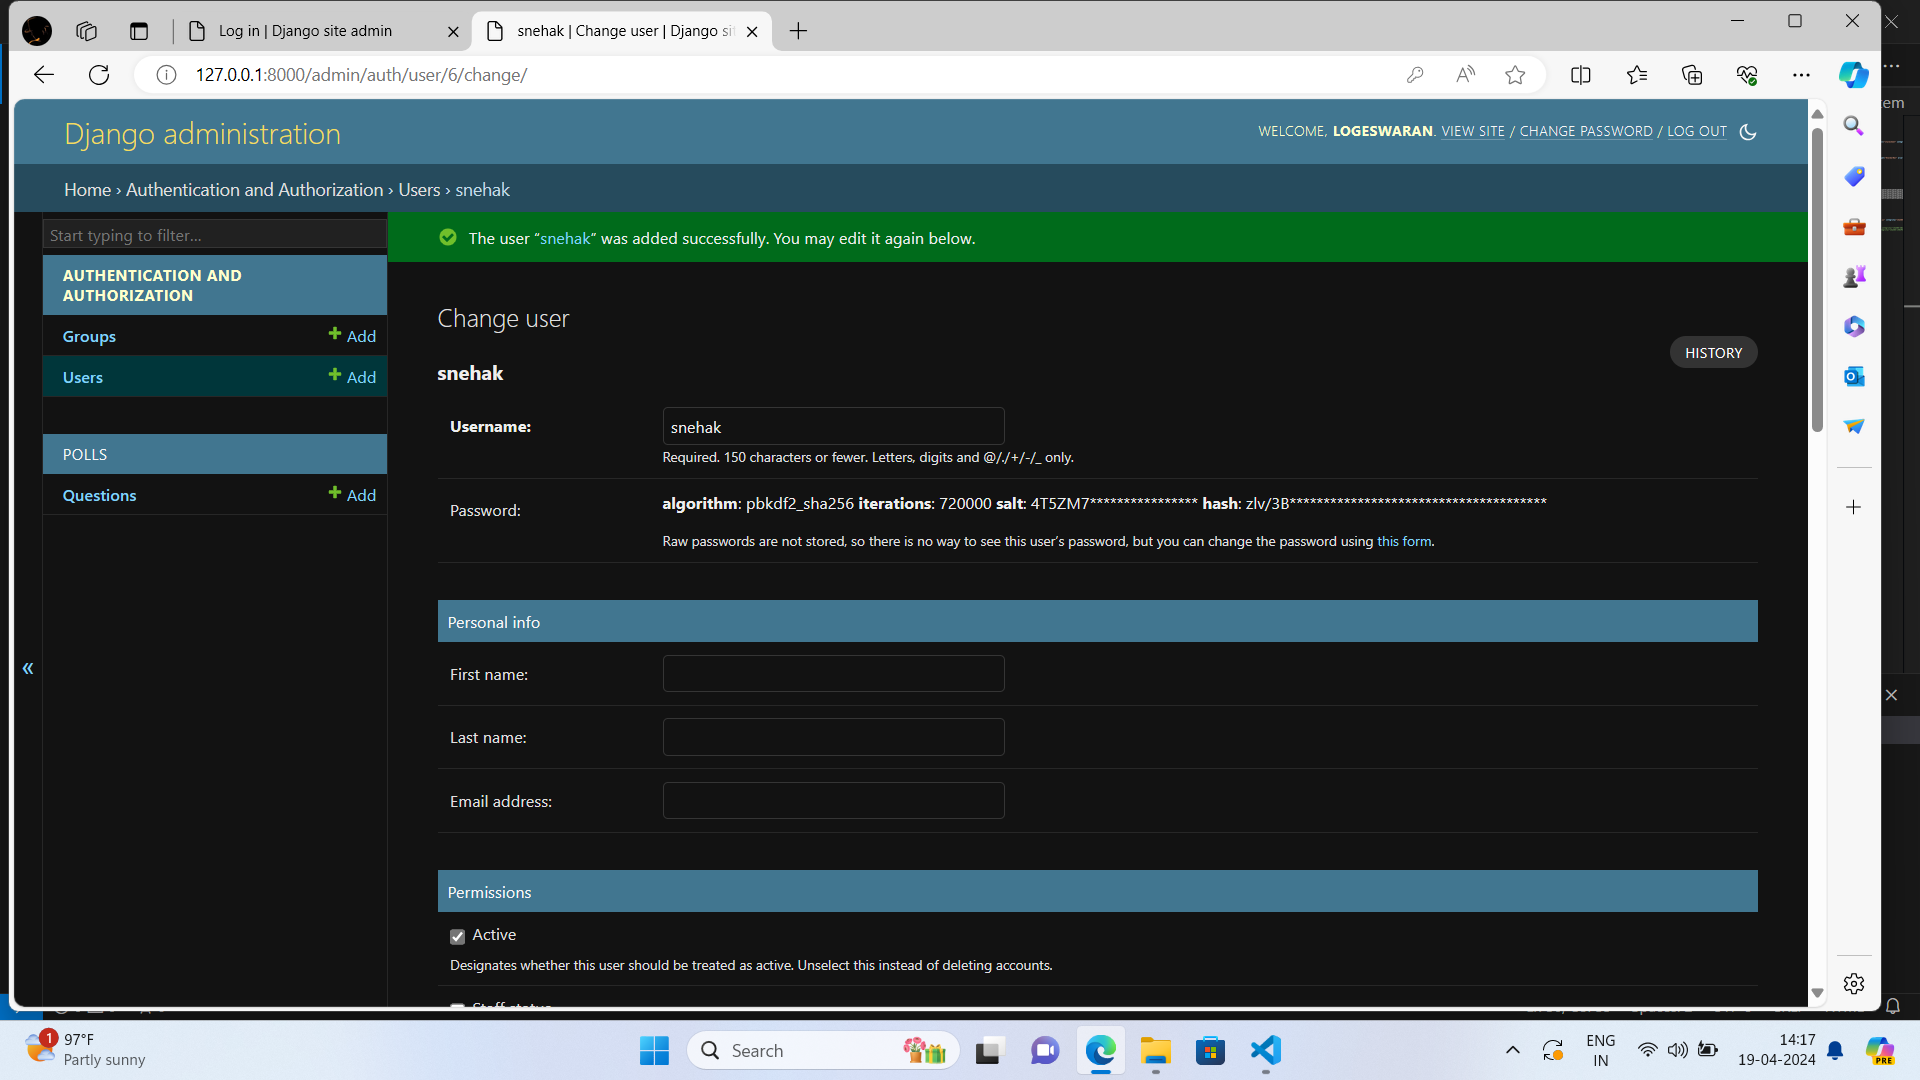 Log in | Django site admin
snehak | Change user | Django si
127.0.0.1:8000/admin/auth/user/6/change/
Django administration
WELCOME, LOGESWARAN. VIEW SITE / CHANGE PASSWORD / LOG OUT
Home › Authentication and Authorization › Users › snehak
Start typing to filter...
The user “snehak” was added successfully. You may edit it again below.
AUTHENTICATION AND
AUTHORIZATION
Groups
Add
Users
Add
POLLS
Questions
Add
«
Change user
HISTORY
snehak
Username:
snehak
Required. 150 characters or fewer. Letters, digits and @/./+/-/_ only.
Password:
algorithm: pbkdf2_sha256 iterations: 720000 salt: 4T5ZM7**************** hash: zlv/3B**************************************
Raw passwords are not stored, so there is no way to see this user’s password, but you can change the password using this form.
Personal info
First name:
Last name:
Email address:
Permissions
Active
Designates whether this user should be treated as active. Unselect this instead of deleting accounts.
Staff status
em
1
97°F
Partly sunny
Search
ENG
IN
14:17
19-04-2024
PRE